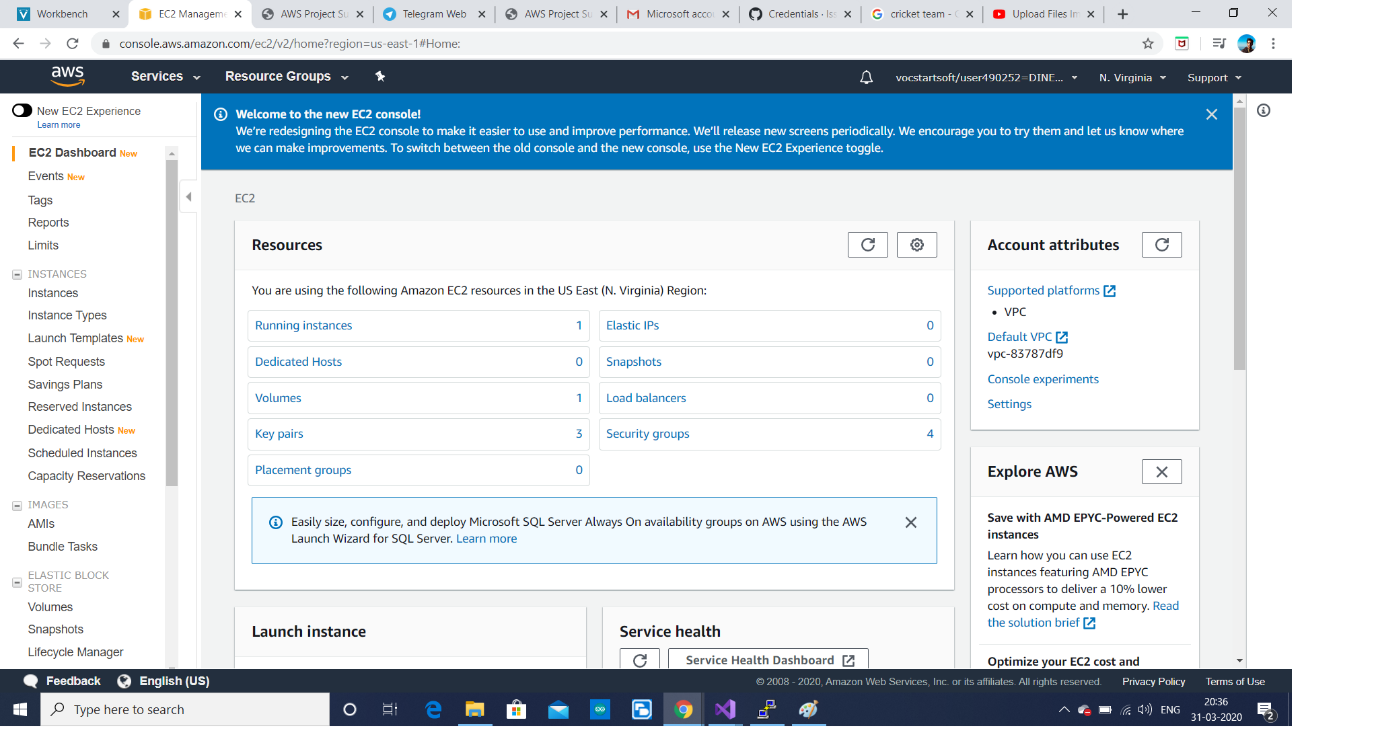 Workbench
EC2 Manageme
AWS Project Su
Telegram Web
AWS Project Su
Microsoft accou
Credentials · Iss
cricket team - G
Upload Files In
console.aws.amazon.com/ec2/v2/home?region=us-east-1#Home:
aws
Services
Resource Groups
vocstartsoft/user490252=DINE...
N. Virginia
Support
New EC2 Experience
Learn more
EC2 Dashboard New
Events New
Tags
Reports
Limits
INSTANCES
Instances
Instance Types
Launch Templates New
Spot Requests
Savings Plans
Reserved Instances
Dedicated Hosts New
Scheduled Instances
Capacity Reservations
IMAGES
AMIs
Bundle Tasks
ELASTIC BLOCK
STORE
Volumes
Snapshots
Lifecycle Manager
Welcome to the new EC2 console!
We're redesigning the EC2 console to make it easier to use and improve performance. We'll release new screens periodically. We encourage you to try them and let us know where
we can make improvements. To switch between the old console and the new console, use the New EC2 Experience toggle.
EC2
Resources
You are using the following Amazon EC2 resources in the US East (N. Virginia) Region:
Running instances 1
Elastic IPs 0
Dedicated Hosts 0
Snapshots 0
Volumes 1
Load balancers 0
Key pairs 3
Security groups 4
Placement groups 0
Easily size, configure, and deploy Microsoft SQL Server Always On availability groups on AWS using the AWS
Launch Wizard for SQL Server. Learn more
Launch instance
Service health
Service Health Dashboard
Account attributes
Supported platforms
• VPC
Default VPC
vpc-83787df9
Console experiments
Settings
Explore AWS
Save with AMD EPYC-Powered EC2
instances
Learn how you can use EC2
instances featuring AMD EPYC
processors to deliver a 10% lower
cost on compute and memory. Read
the solution brief
Optimize your EC2 cost and
Feedback
English (US)
© 2008 - 2020, Amazon Web Services, Inc. or its affiliates. All rights reserved.
Privacy Policy
Terms of Use
Type here to search
ENG
20:36
31-03-2020
2